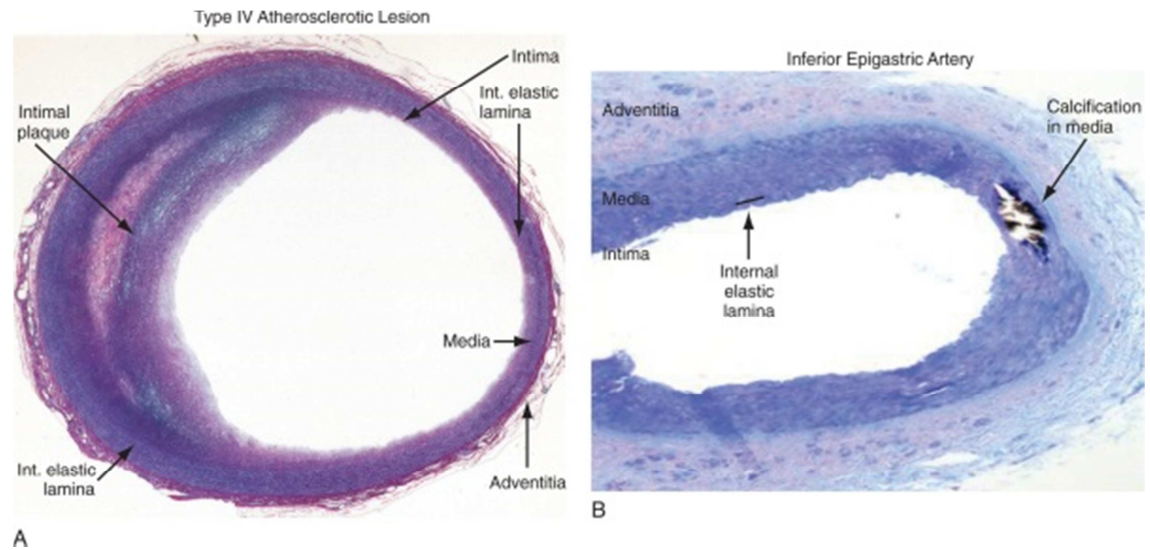 Type IV Atherosclerotic Lesion
Intima
Int. elastic
lamina
Intimal
plaque
Media
Int. elastic
lamina
Adventitia
A
Inferior Epigastric Artery
Adventitia
Calcification
in media
Media
Intima
Internal
elastic
lamina
B